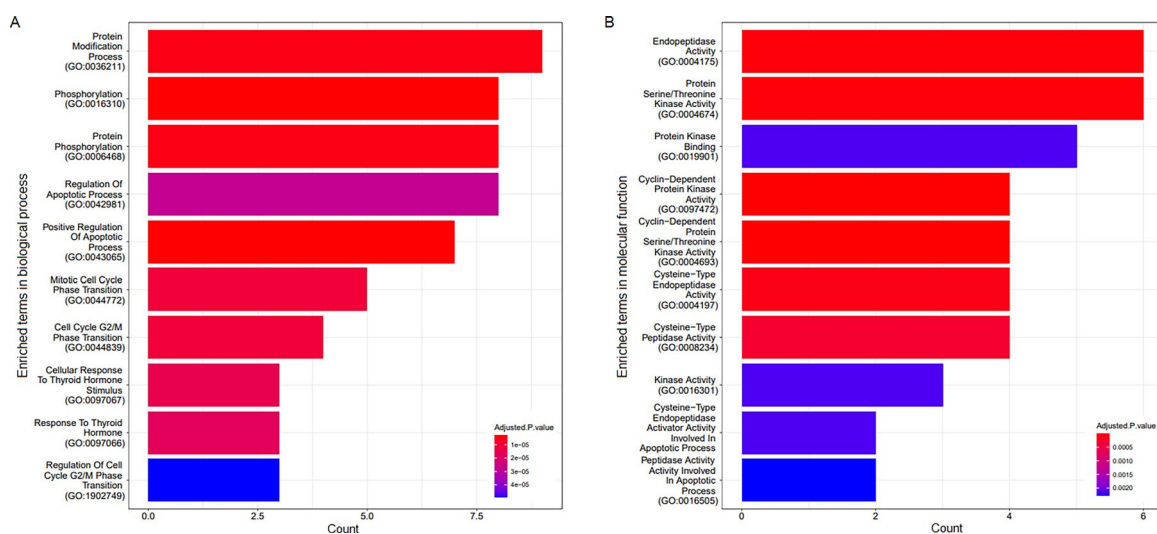 A
Enriched terms in biological process
Protein
Modification
Process
(GO:0036211)
Phosphorylation
(GO:0016310)
Protein
Phosphorylation
(GO:0006468)
Regulation Of
Apoptotic Process
(GO:0042981)
Positive Regulation
Of Apoptotic
Process
(GO:0043065)
Mitotic Cell Cycle
Phase Transition
(GO:0044772)
Cell Cycle G2/M
Phase Transition
(GO:0044839)
Cellular Response
To Thyroid Hormone
Stimulus
(GO:0097067)
Response To Thyroid
Hormone
(GO:0097066)
Regulation Of Cell
Cycle G2/M Phase
Transition
(GO:1902749)
Adjusted.P.value
1e-05
2e-05
3e-05
4e-05
0.0 2.5 5.0 7.5
Count
B
Enriched terms in molecular function
Endopeptidase
Activity
(GO:0004175)
Protein
Serine/Threonine
Kinase Activity
(GO:0004674)
Protein Kinase
Binding
(GO:0019901)
Cyclin-Dependent
Protein Kinase
Activity
(GO:0097472)
Cyclin-Dependent
Protein
Serine/Threonine
Kinase Activity
(GO:0004693)
Cysteine-Type
Endopeptidase
Activity
(GO:0004197)
Cysteine-Type
Peptidase Activity
(GO:0008234)
Kinase Activity
(GO:0016301)
Cysteine-Type
Endopeptidase
Activator Activity
Involved In
Apoptotic Process
Peptidase Activity
Activity Involved
In Apoptotic
Process
(GO:0016505)
Adjusted.P.value
0.0005
0.0010
0.0015
0.0020
0 2 4 6
Count